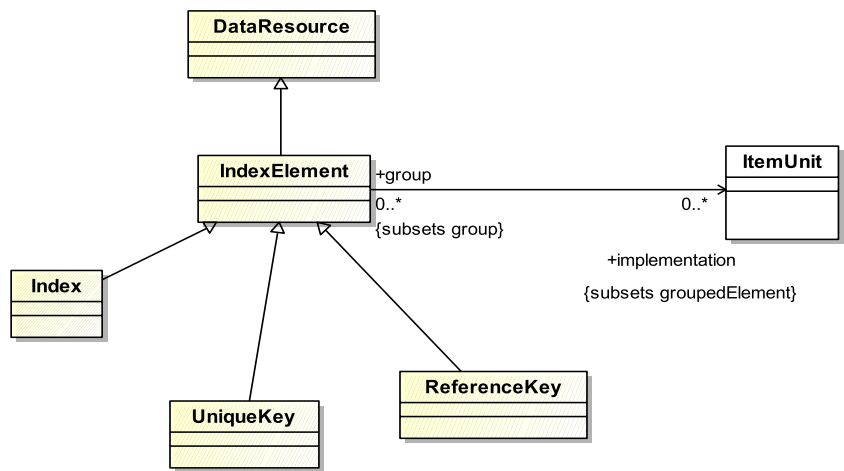 DataResource
IndexElement
ItemUnit
+group
0..*
0..*
{subsets group}
+implementation
Index
{subsets groupedElement}
ReferenceKey
UniqueKey